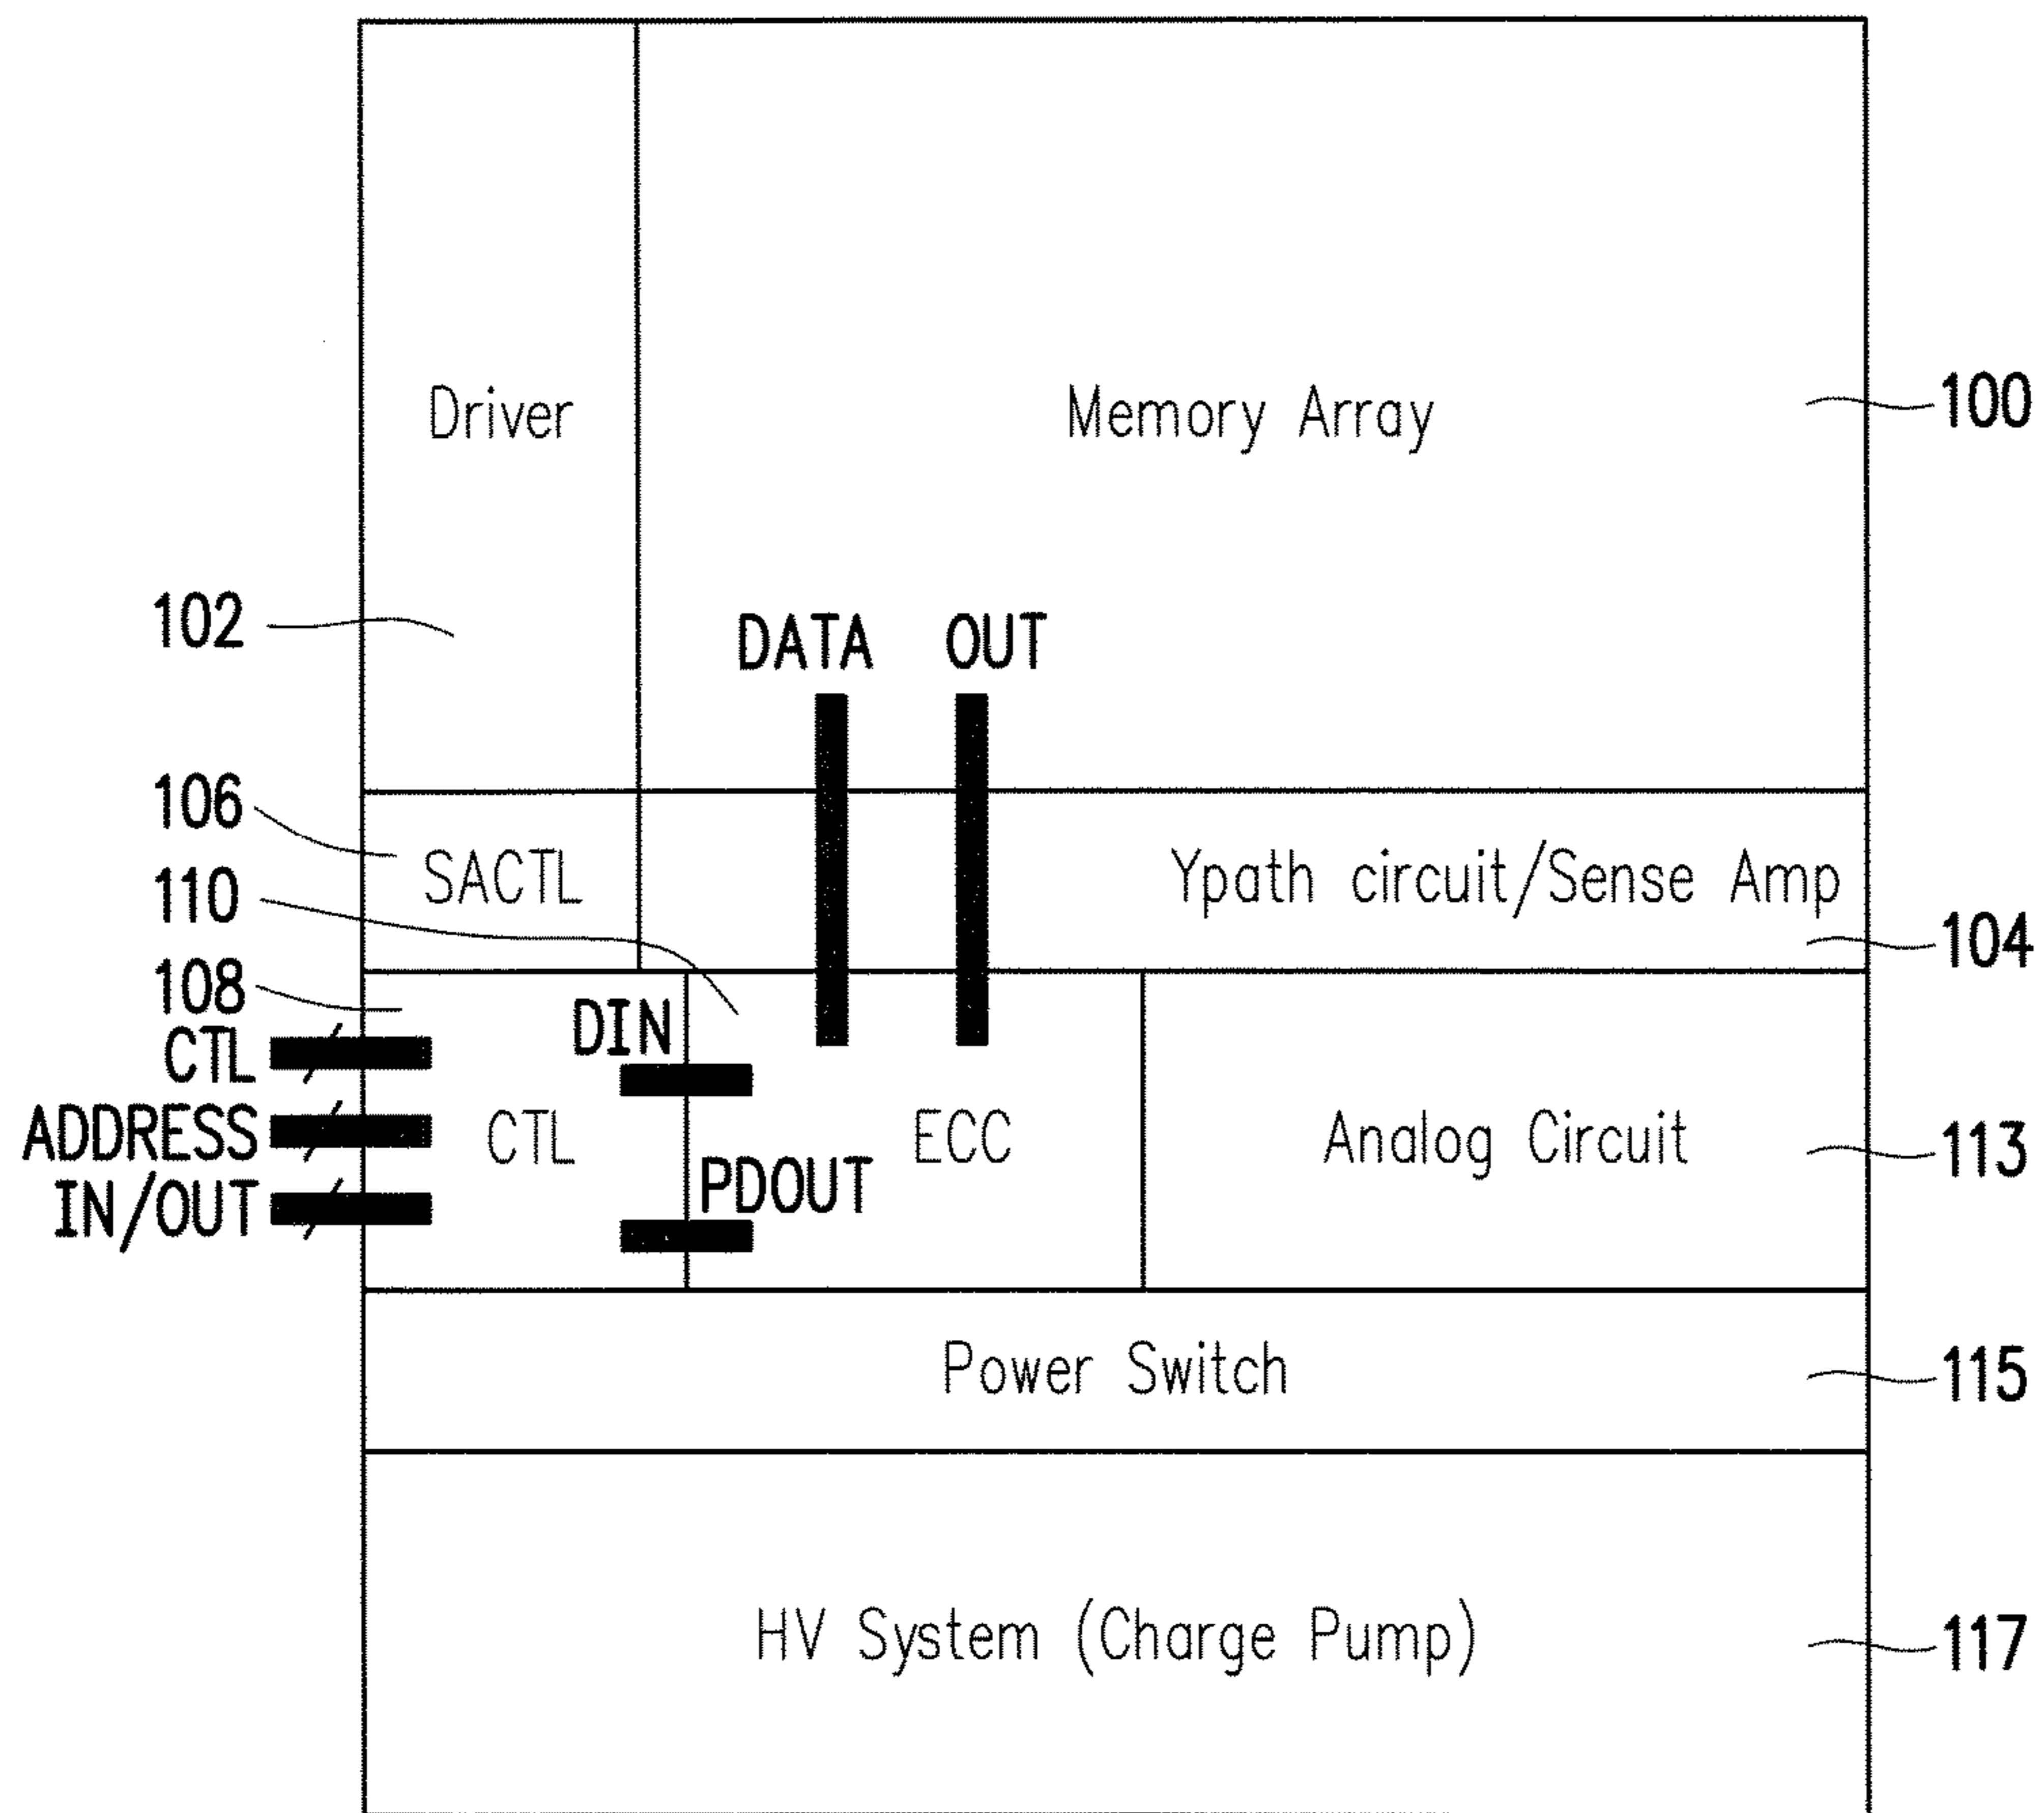 Driver
Memory Array
100
102
DATA OUT
106
SACTL
Ypath circuit/Sense Amp
110
104
108
CTL
DIN
ADDRESS
CTL
ECC
Analog Circuit
113
IN/OUT
PDOUT
Power Switch
115
HV System (Charge Pump)
117